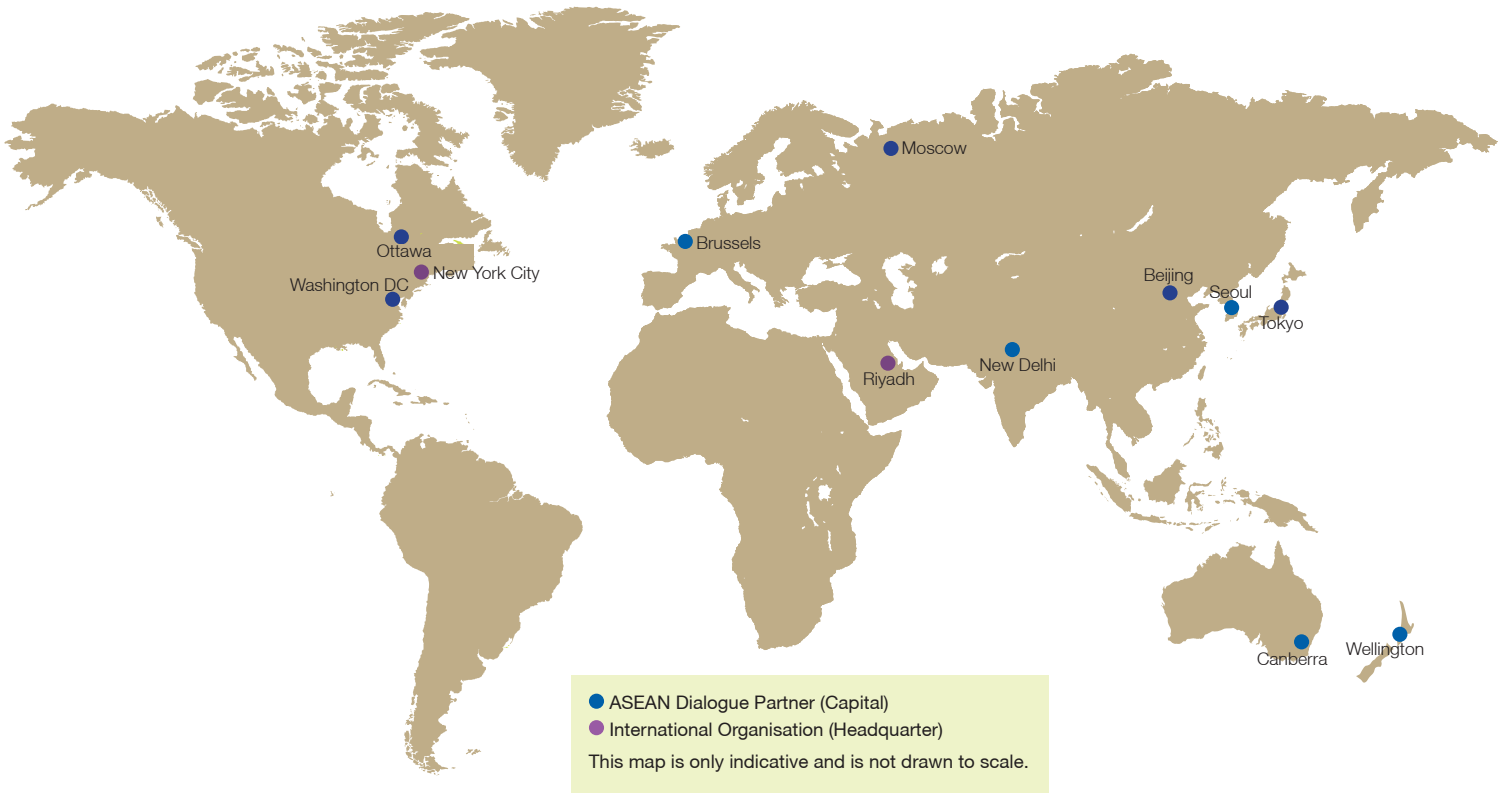 Moscow
Ottawa
Brussels
New York City
Washington DC
Beijing
Seoul
Tokyo
New Delhi
Riyadh
Wellington
Canberra
ASEAN Dialogue Partner (Capital)
International Organisation (Headquarter)
This map is only indicative and is not drawn to scale.